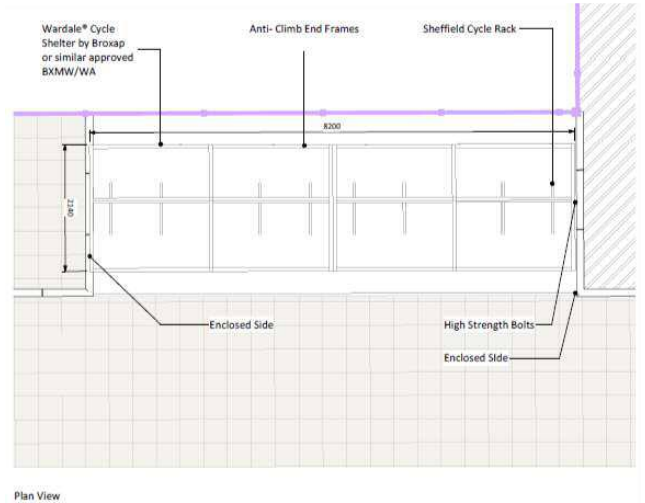 Wardale® Cycle
Shelter by Broxap
or similar approved
BXMW/WA
Anti- Climb End Frames
Sheffield Cycle Rack
8200
2140
Enclosed Side
High Strength Bolts
Enclosed SIde
Plan View